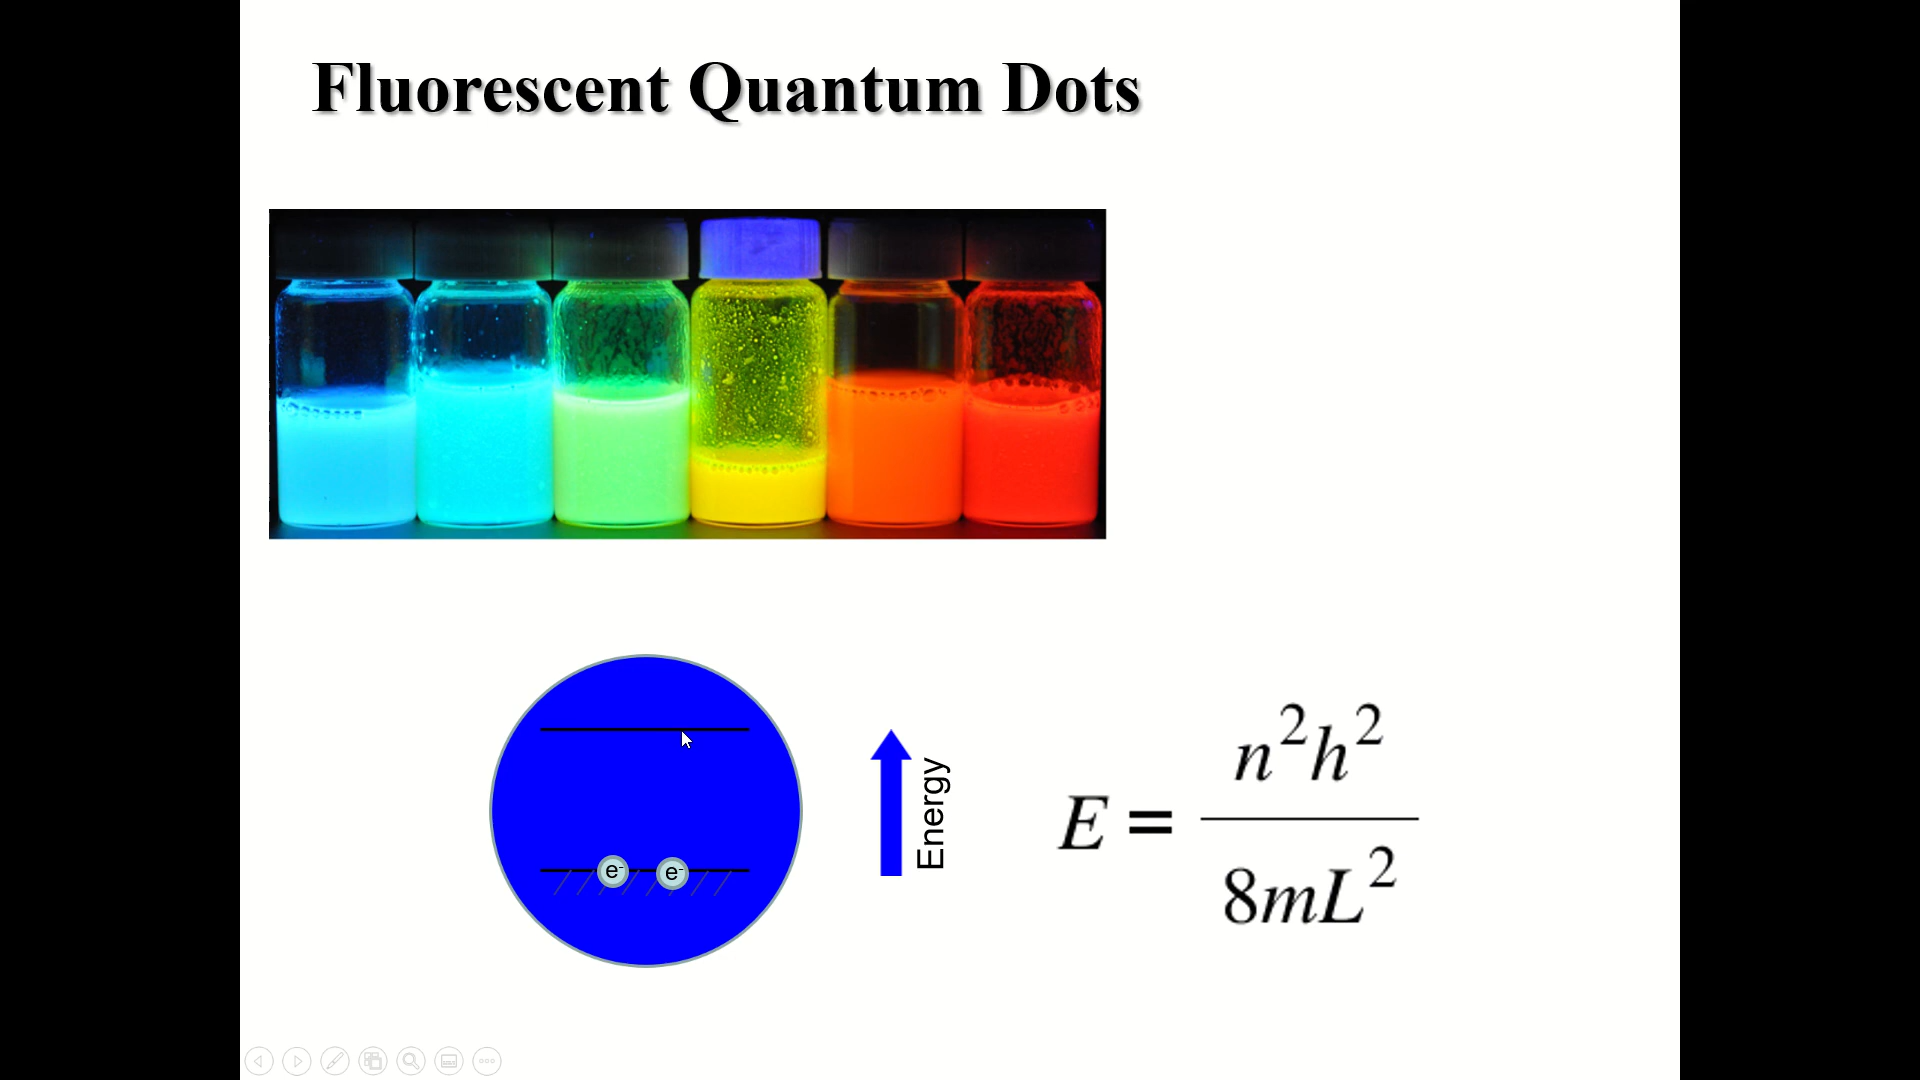 Fluorescent Quantum Dots
e⁻ e⁻
Energy
E = n²h² / 8mL²